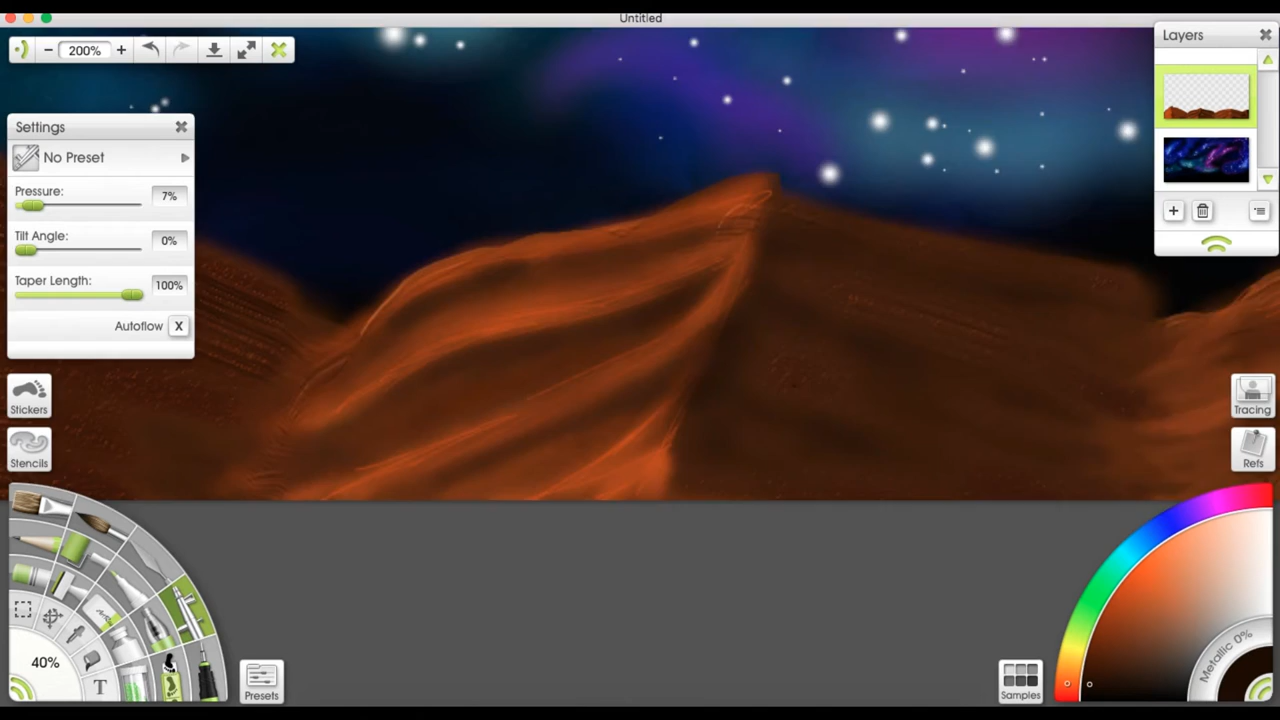 Untitled
200%
Layers
Settings
No Preset
Pressure:
7%
Tilt Angle:
0%
Taper Length:
100%
Autoflow X
Stickers
Stencils
Tracing
Refs
40%
T
Presets
Samples
Metallic 0%